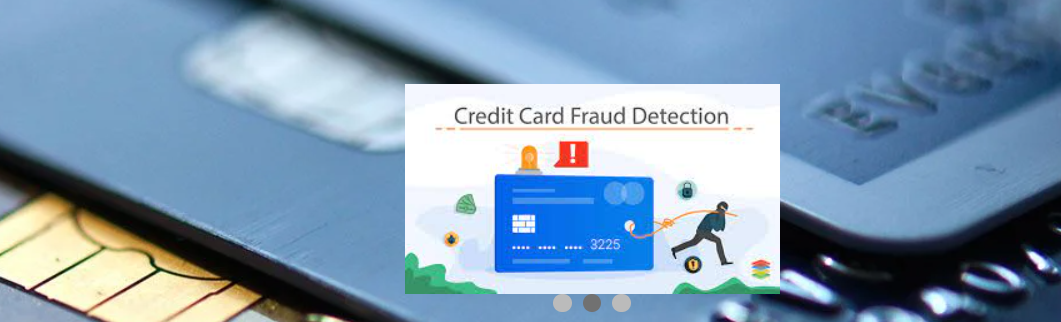 Credit Card Fraud Detection
!
•••• •••• •••• 3225